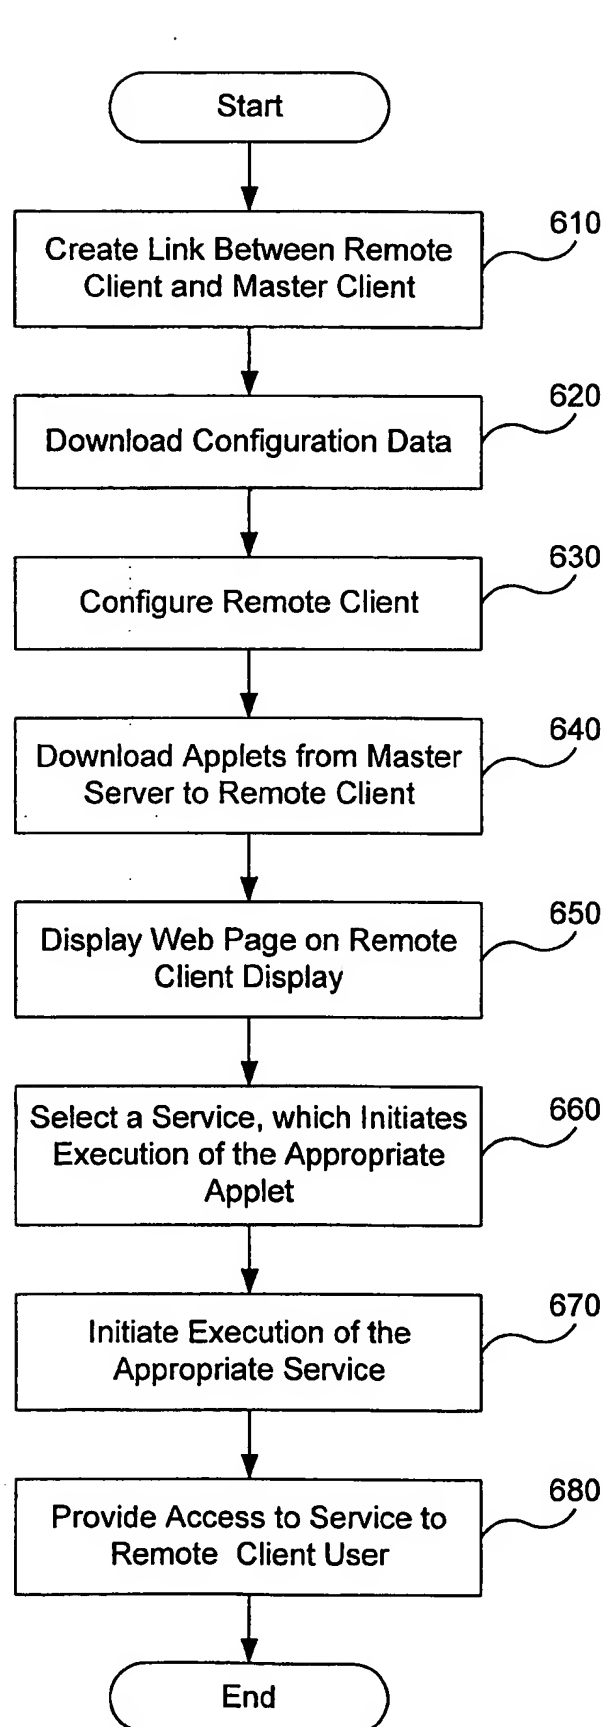 Start
610
Create Link Between Remote
Client and Master Client
620
Download Configuration Data
630
Configure Remote Client
640
Download Applets from Master
Server to Remote Client
650
Display Web Page on Remote
Client Display
660
Select a Service, which Initiates
Execution of the Appropriate
Applet
670
Initiate Execution of the
Appropriate Service
680
Provide Access to Service to
Remote Client User
End